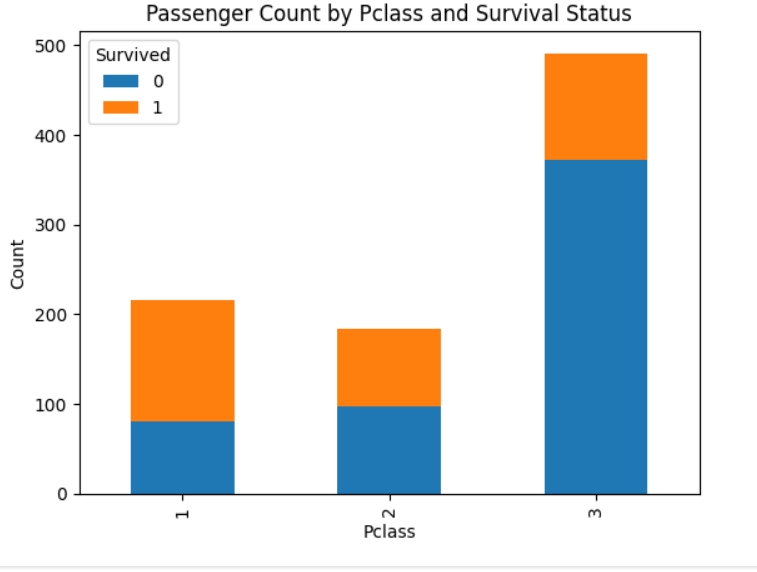 Passenger Count by Pclass and Survival Status
Survived
0
1
500
400
300
200
100
0
Count
1
2
3
Pclass